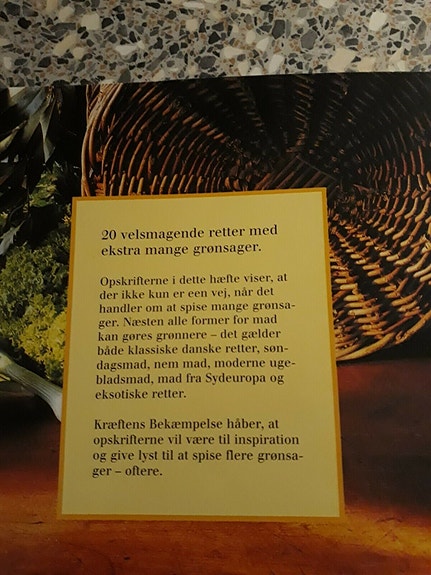 20 velsmagende retter med
ekstra mange grønsager.
Opskrifterne i dette hæfte viser, at
der ikke kun er een vej, når det
handler om at spise mange grønsa-
ger. Næsten alle former for mad
kan gøres grønnere – det gælder
både klassiske danske retter, søn-
dagsmad, nem mad, moderne uge-
bladsmad, mad fra Sydeuropa og
eksotiske retter.
Kræftens Bekæmpelse håber, at
opskrifterne vil være til inspiration
og give lyst til at spise flere grønsa-
ger – oftere.